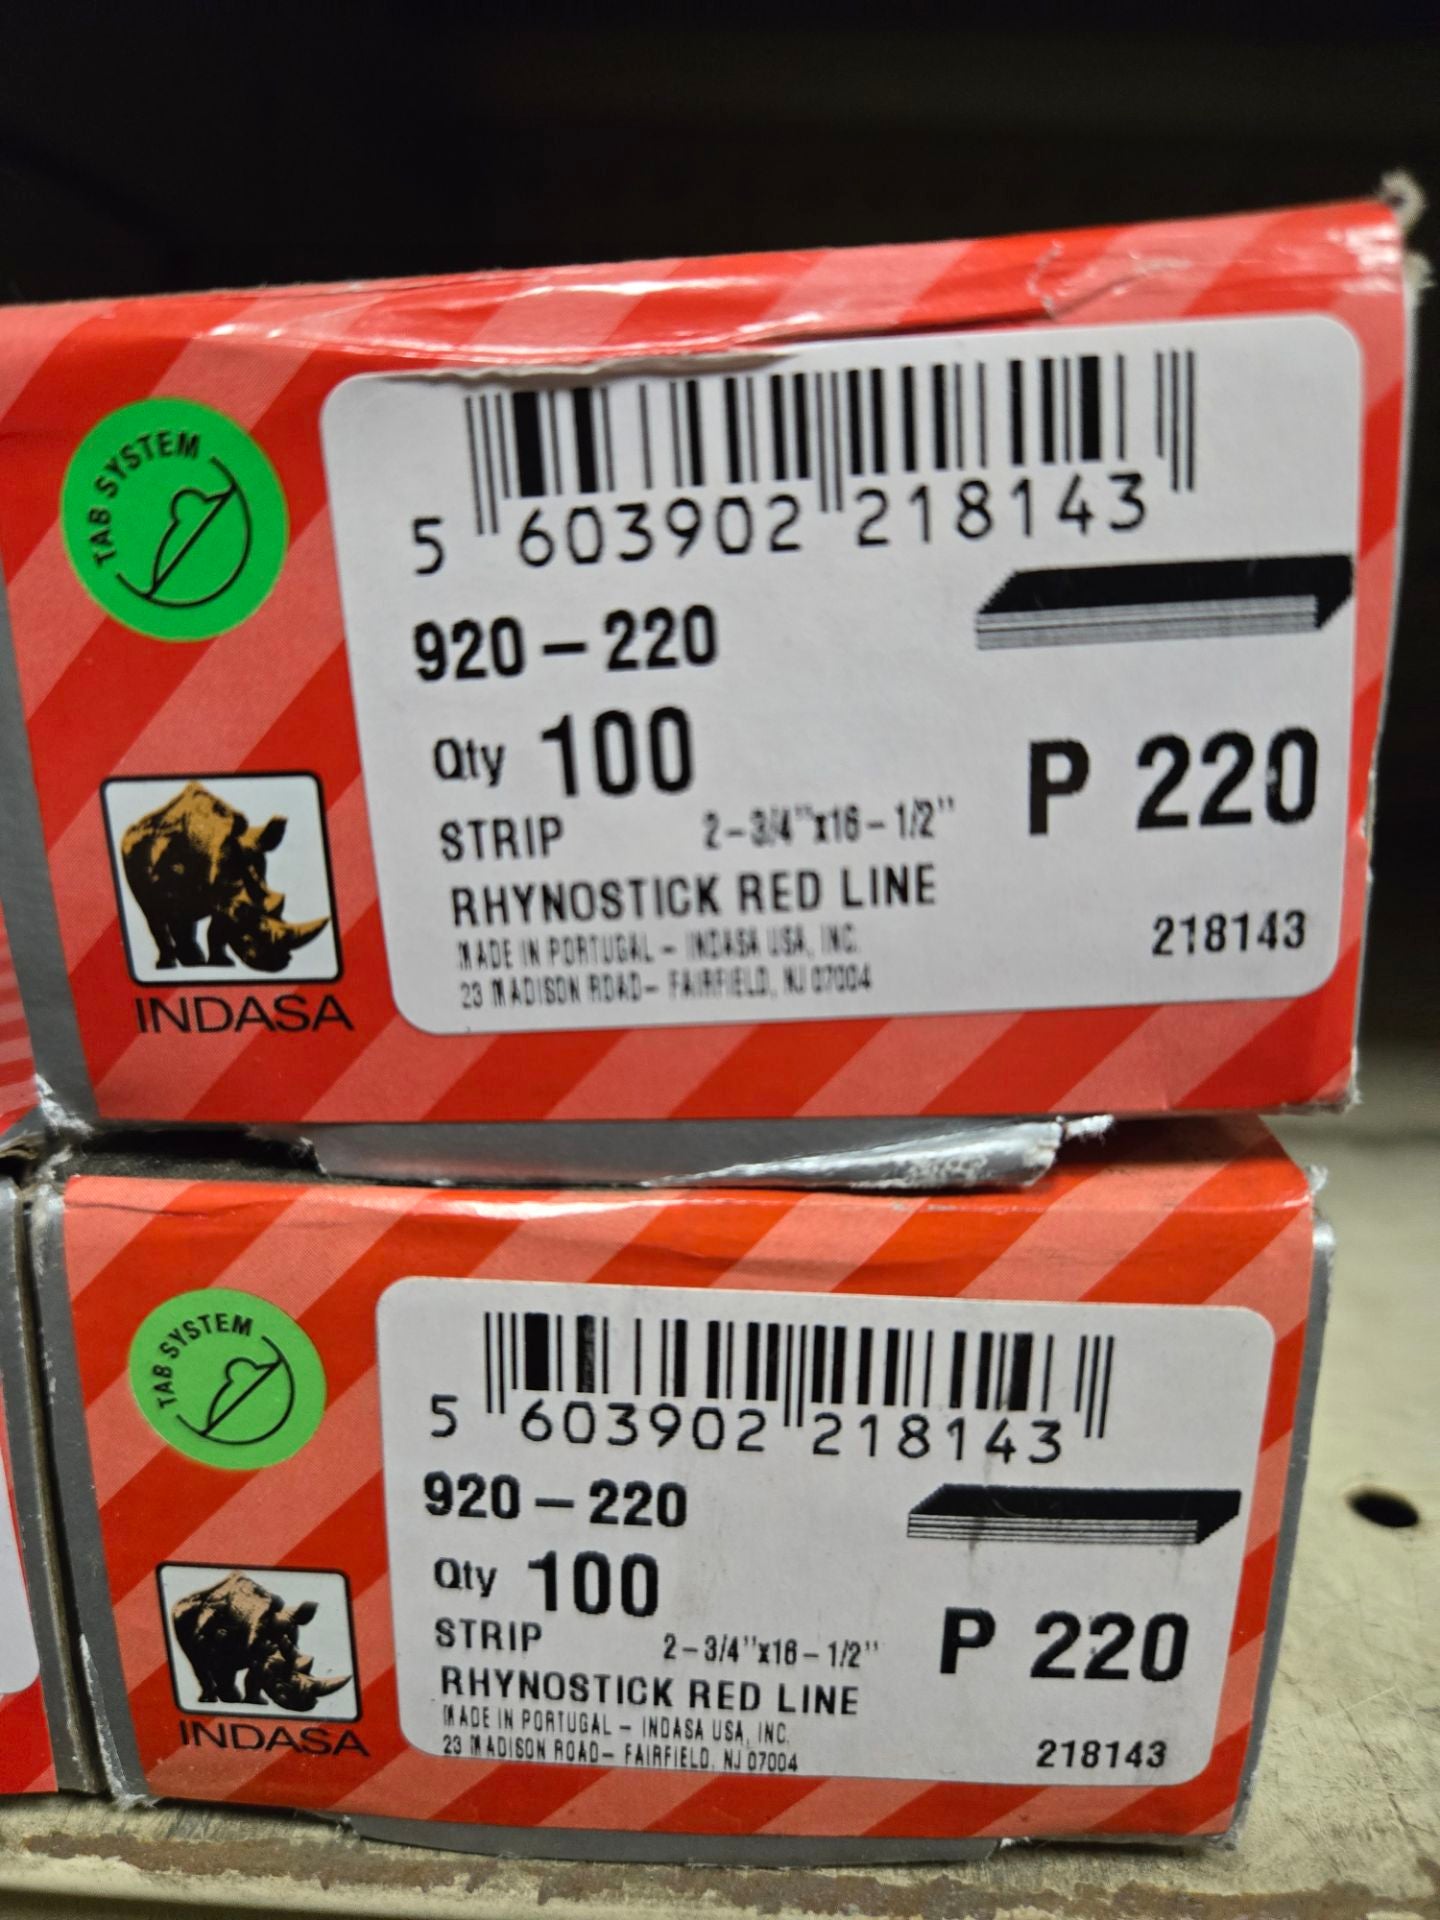 TAB SYSTEM
5 603902 218143
920-220
Qty 100
STRIP 2-3/4"x16-1/2" P 220
RHYNOSTICK RED LINE
MADE IN PORTUGAL - INDASA USA, INC.
23 MADISON ROAD- FAIRFIELD, NJ 07004
218143
INDASA
TAB SYSTEM
5 603902 218143
920-220
Qty 100
STRIP 2-3/4"x16-1/2" P 220
RHYNOSTICK RED LINE
MADE IN PORTUGAL - INDASA USA, INC.
23 MADISON ROAD- FAIRFIELD, NJ 07004
218143
INDASA